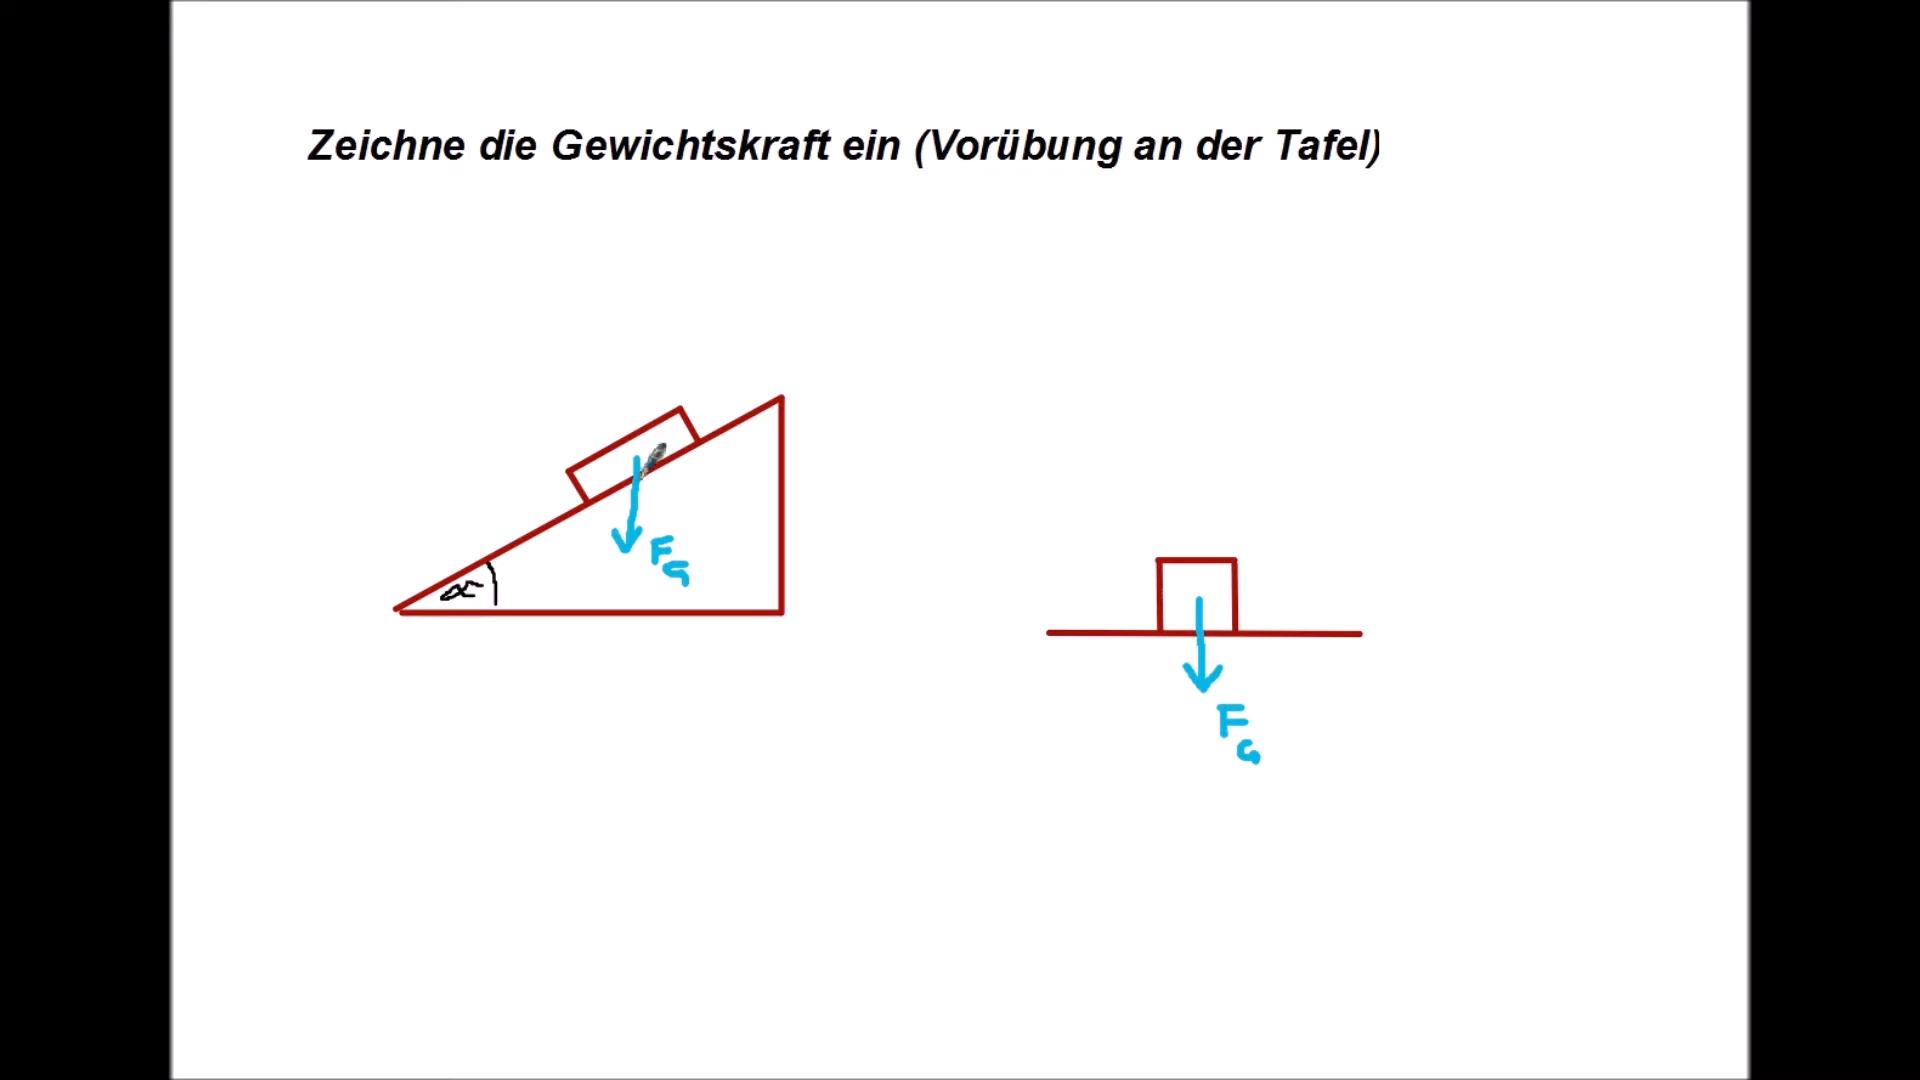 Zeichne die Gewichtskraft ein (Vorübung an der Tafel)
α
F_G
F_G